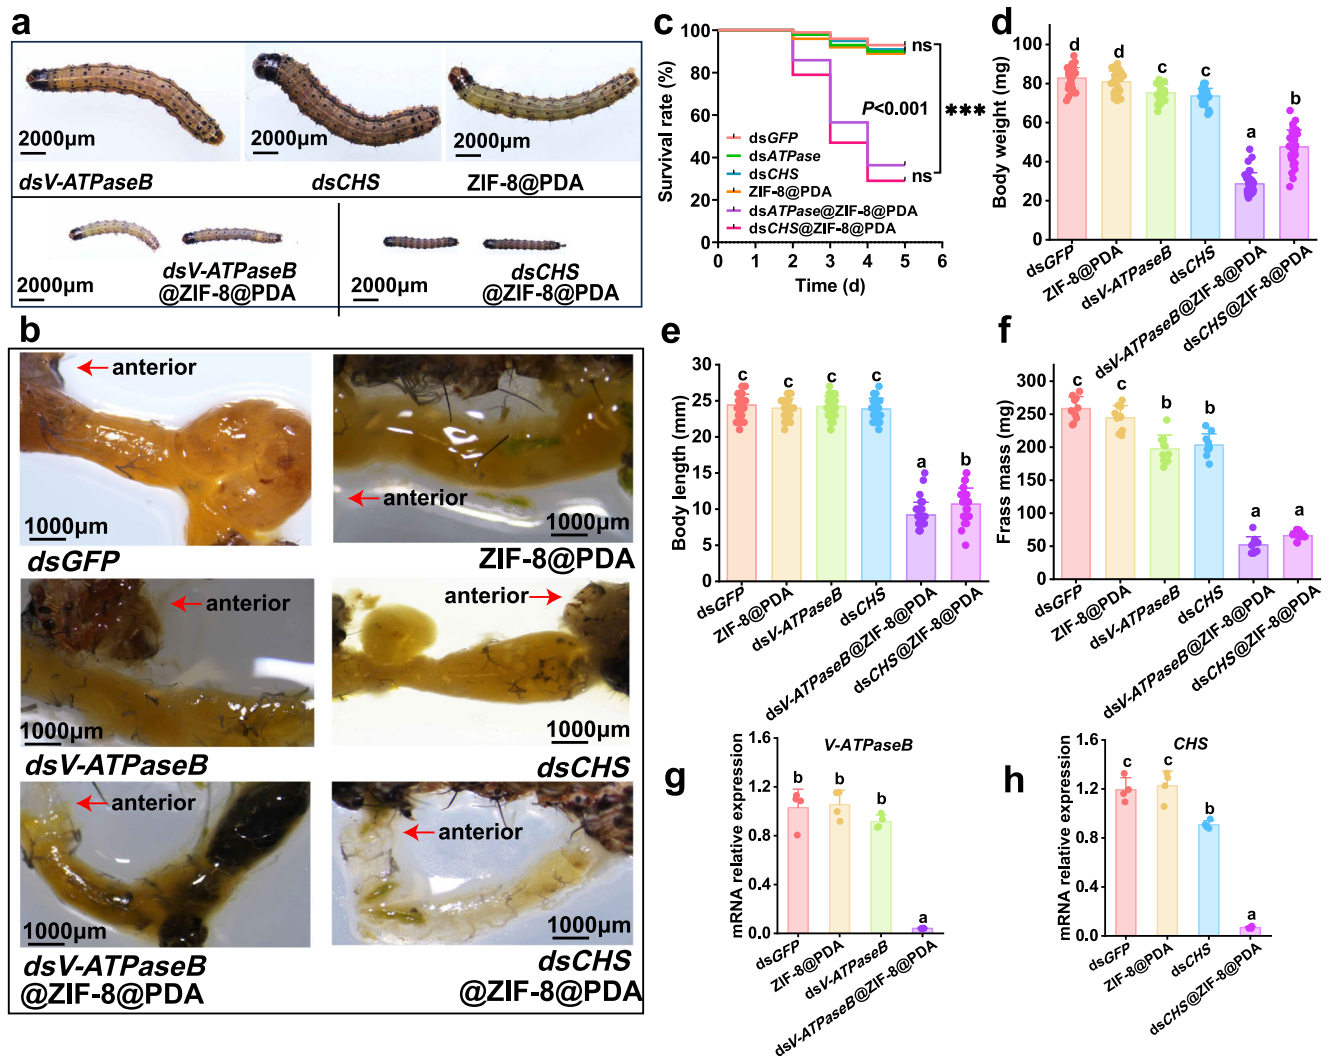 a
2000μm
dsV-ATPaseB
2000μm
dsCHS
2000μm
ZIF-8@PDA
2000μm
dsV-ATPaseB
@ZIF-8@PDA
2000μm
dsCHS
@ZIF-8@PDA
b
anterior
1000μm
dsGFP
anterior
1000μm
ZIF-8@PDA
anterior
1000μm
dsV-ATPaseB
anterior
1000μm
dsCHS
anterior
1000μm
dsV-ATPaseB
@ZIF-8@PDA
anterior
1000μm
dsCHS
@ZIF-8@PDA
c
Survival rate (%)
100
80
60
40
20
0
0 1 2 3 4 5 6
Time (d)
ns
P<0.001
***
ns
dsGFP
dsATPase
dsCHS
ZIF-8@PDA
dsATPase@ZIF-8@PDA
dsCHS@ZIF-8@PDA
d
Body weight (mg)
100
80
60
40
20
0
d d c c a b
dsGFP
ZIF-8@PDA
dsV-ATPaseB
dsCHS
dsV-ATPaseB@ZIF-8@PDA
dsCHS@ZIF-8@PDA
e
Body length (mm)
30
25
20
15
10
5
0
c c c c a b
dsGFP
ZIF-8@PDA
dsV-ATPaseB
dsCHS
dsV-ATPaseB@ZIF-8@PDA
dsCHS@ZIF-8@PDA
f
Frass mass (mg)
300
250
200
150
100
50
0
c c b b a a
dsGFP
ZIF-8@PDA
dsV-ATPaseB
dsCHS
dsV-ATPaseB@ZIF-8@PDA
dsCHS@ZIF-8@PDA
g
V-ATPaseB
mRNA relative expression
1.6
1.2
0.8
0.4
0.0
b b b a
dsGFP
ZIF-8@PDA
dsV-ATPaseB
dsV-ATPaseB@ZIF-8@PDA
h
CHS
mRNA relative expression
1.6
1.2
0.8
0.4
0.0
c c b a
dsGFP
ZIF-8@PDA
dsCHS
dsCHS@ZIF-8@PDA